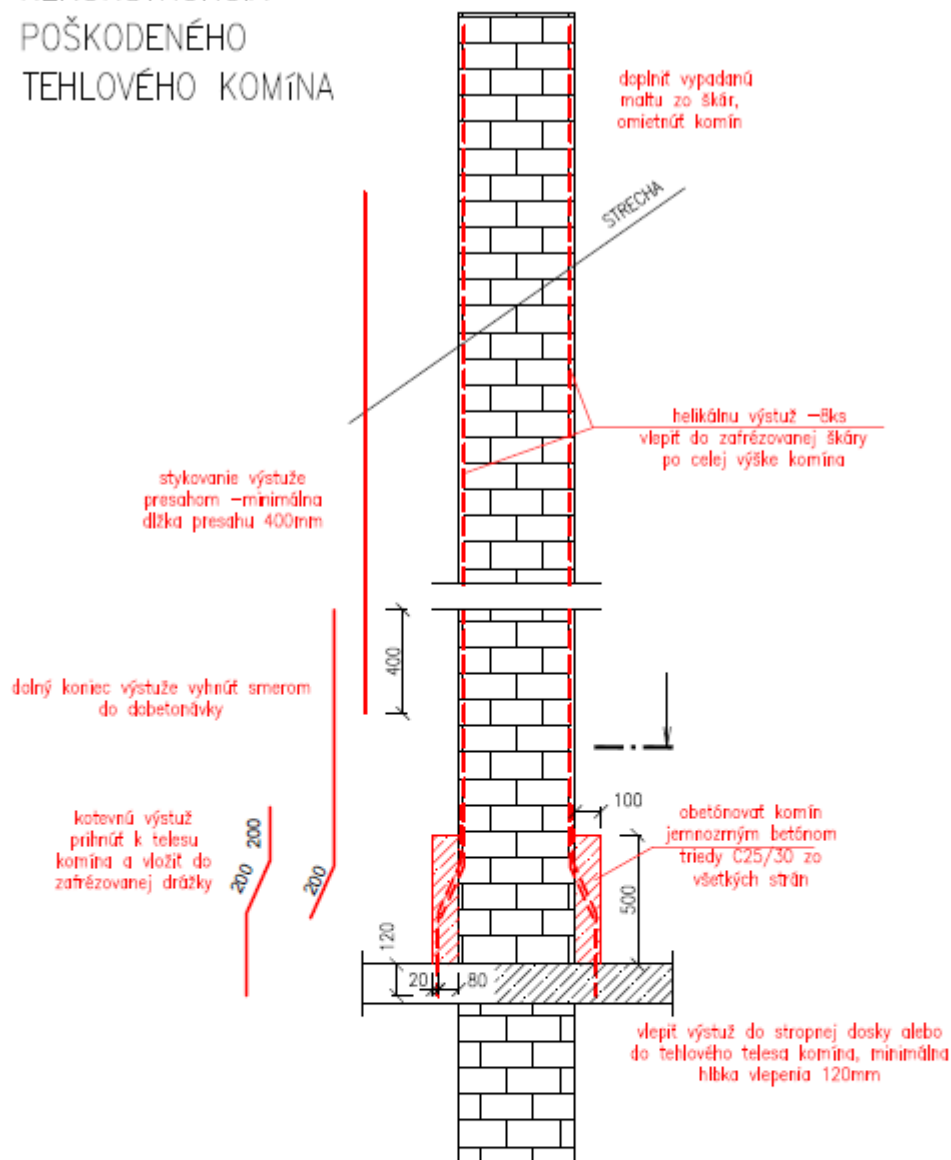 POŠKODENÉHO
TEHLOVÉHO KOMíNA
doplniť vypadanú
maltu zo škár,
omietnúť komín
STRECHA
helikálnu výstuž –8ks
vlepiť do zafrézovanej škáry
po celej výške komína
stykovanie výstuže
presahom –minimálna
dĺžka presahu 400mm
400
dolný koniec výstuže vyhnúť smerom
do dobetonávky
100
kotevnú výstuž
prihnúť k telesu
komína a vložiť do
zafrézovanej drážky
200
200
200
obetónovať komín
jemnozrným betónom
triedy C25/30 zo
všetkých strán
500
120
20
80
vlepiť výstuž do stropnej dosky alebo
do tehlového telesa komína, minimálna
hĺbka vlepenia 120mm